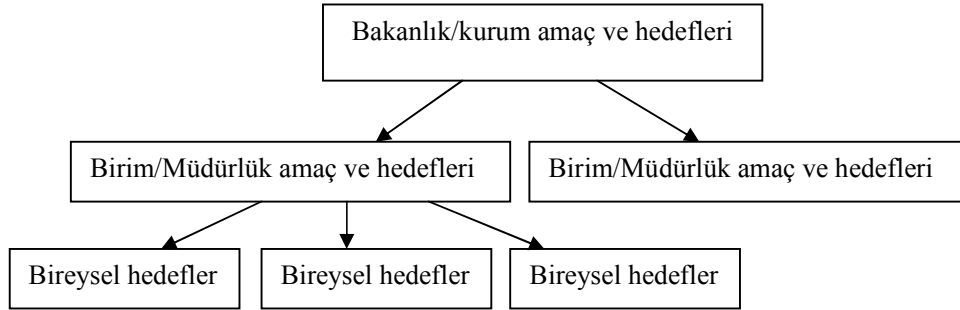 Bakanlık/kurum amaç ve hedefleri
Birim/Müdürlük amaç ve hedefleri
Birim/Müdürlük amaç ve hedefleri
Bireysel hedefler
Bireysel hedefler
Bireysel hedefler